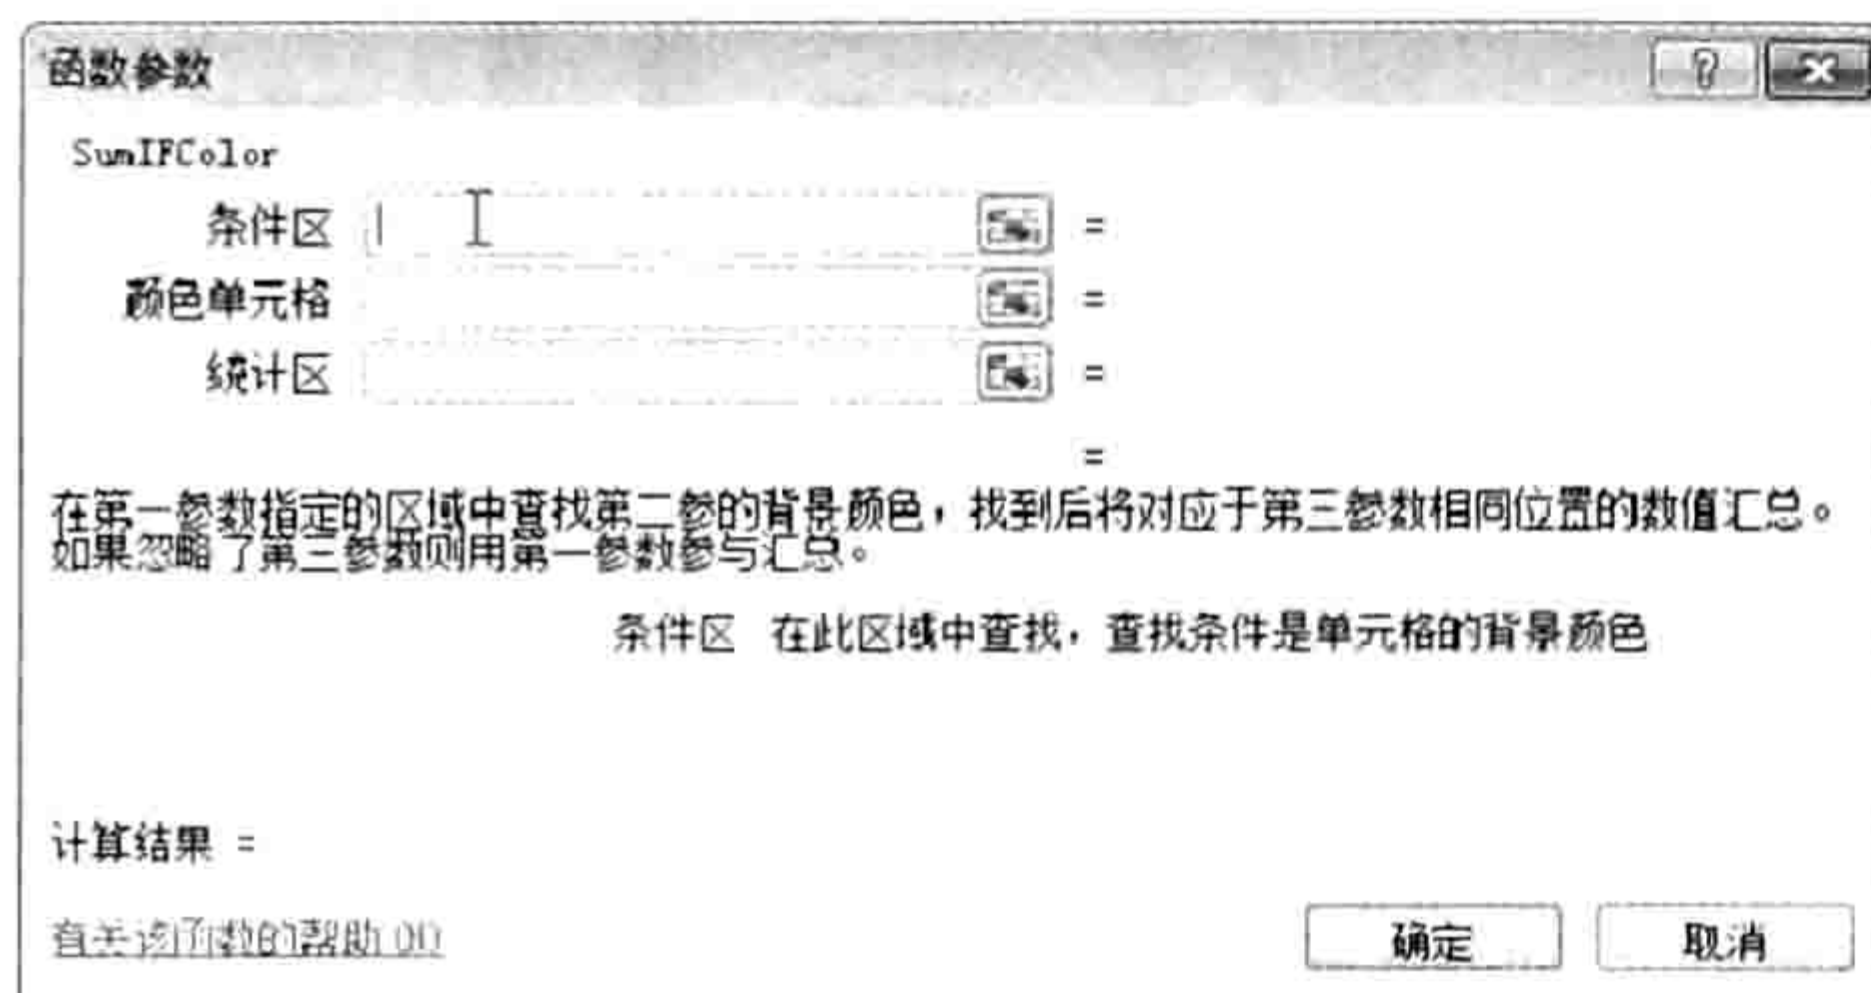 函数参数
SumIFColor
条件区 =
颜色单元格 =
统计区 =
=
在第一参数指定的区域中查找第二参的背景颜色，找到后将对应于第三参数相同位置的数值汇总。
如果忽略了第三参数则用第一参数参与汇总。
条件区 在此区域中查找，查找条件是单元格的背景颜色
计算结果 =
有关该函数的帮助(H)
确定 取消